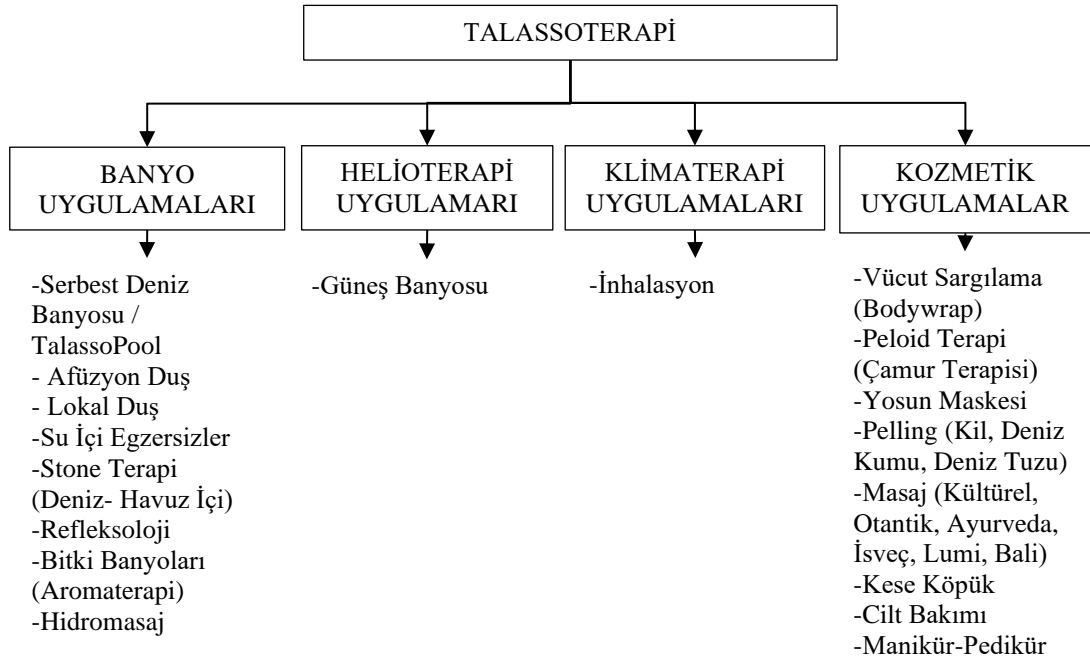 TALASSOTERAPİ
BANYO
UYGULAMALARI
HELİOTERAPİ
UYGULAMARI
KLİMATERAPİ
UYGULAMALARI
KOZMETİK
UYGULAMALAR
-Serbest Deniz
Banyosu /
TalassoPool
- Afüzyon Duş
- Lokal Duş
-Su İçi Egzersizler
-Stone Terapi
(Deniz- Havuz İçi)
-Refleksoloji
-Bitki Banyoları
(Aromaterapi)
-Hidromasaj
-Güneş Banyosu
-İnhalasyon
-Vücut Sargılama
(Bodywrap)
-Peloid Terapi
(Çamur Terapisi)
-Yosun Maskesi
-Pelling (Kil, Deniz
Kumu, Deniz Tuzu)
-Masaj (Kültürel,
Otantik, Ayurveda,
İsveç, Lumi, Bali)
-Kese Köpük
-Cilt Bakımı
-Manikür-Pedikür